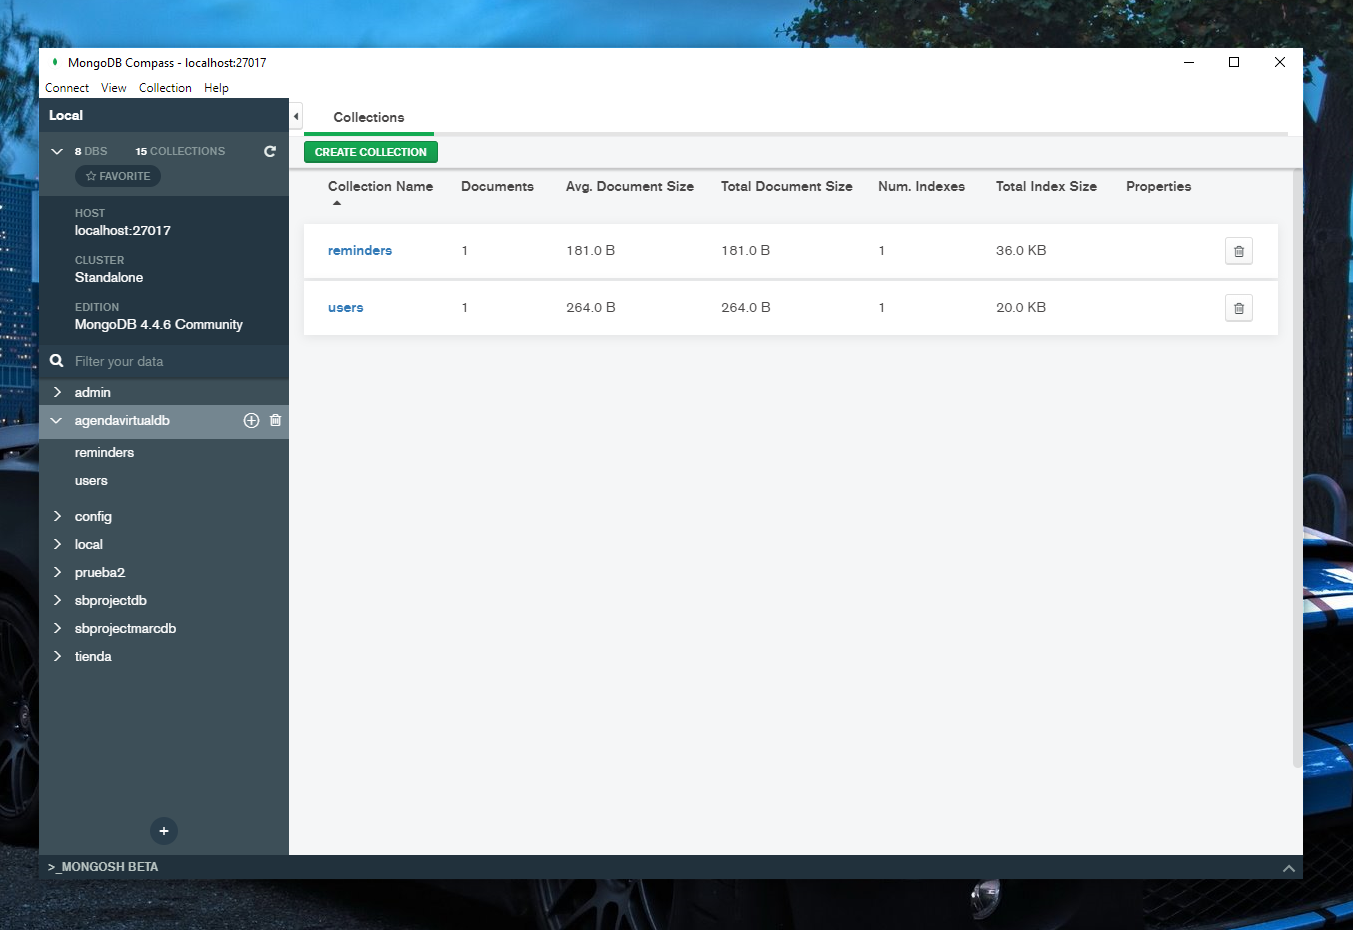 MongoDB Compass - localhost:27017
Connect View Collection Help
Local
8 DBS 15 COLLECTIONS
FAVORITE
HOST
localhost:27017
CLUSTER
Standalone
EDITION
MongoDB 4.4.6 Community
Filter your data
admin
agendavirtualdb
reminders
users
config
local
prueba2
sbprojectdb
sbprojectmarcdb
tienda
+
Collections
CREATE COLLECTION
Collection Name Documents Avg. Document Size Total Document Size Num. Indexes Total Index Size Properties
reminders 1 181.0 B 181.0 B 1 36.0 KB
users 1 264.0 B 264.0 B 1 20.0 KB
>_MONGOSH BETA